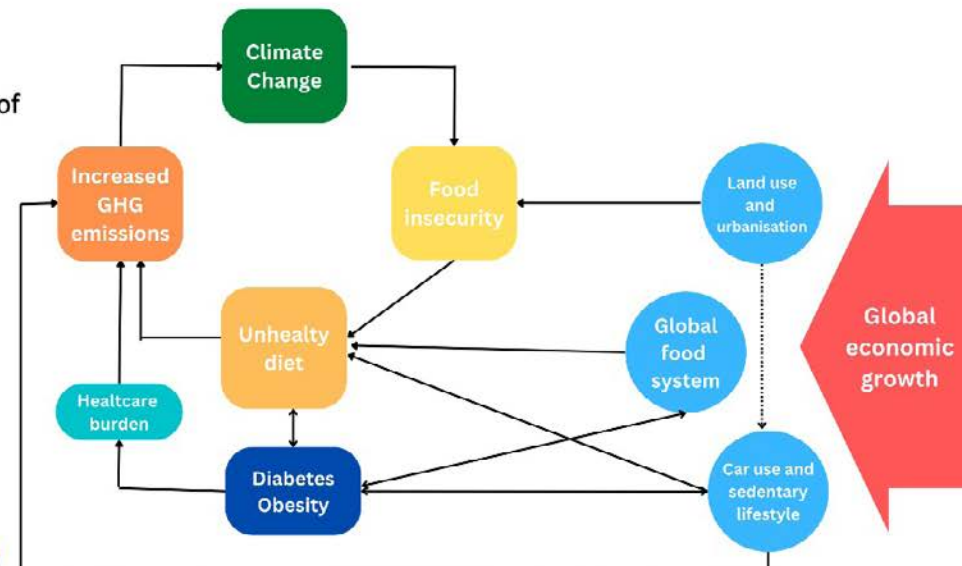 of
Climate
Change
Increased
GHG
emissions
Food
insecurity
Land use
and
urbanisation
Global
economic
growth
Unhealty
diet
Global
food
system
Healtcare
burden
Diabetes
Obesity
Car use and
sedentary
lifestyle